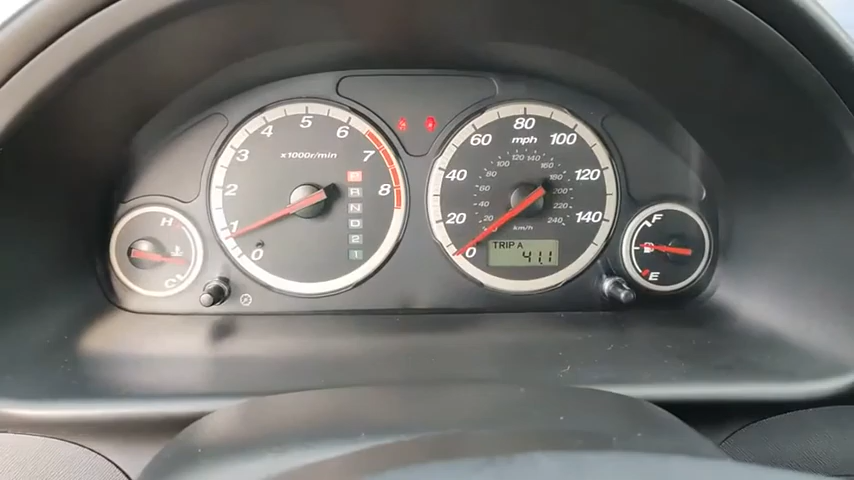 0 1 2 3 4 5 6 7 8
x1000r/min
P
R
N
D
2
1
0 20 40 60 80 100 120 140
mph
20 40 60 80 100 120 140 160 180 200 220 240
km/h
TRIP A
41.1
H
C
F
E